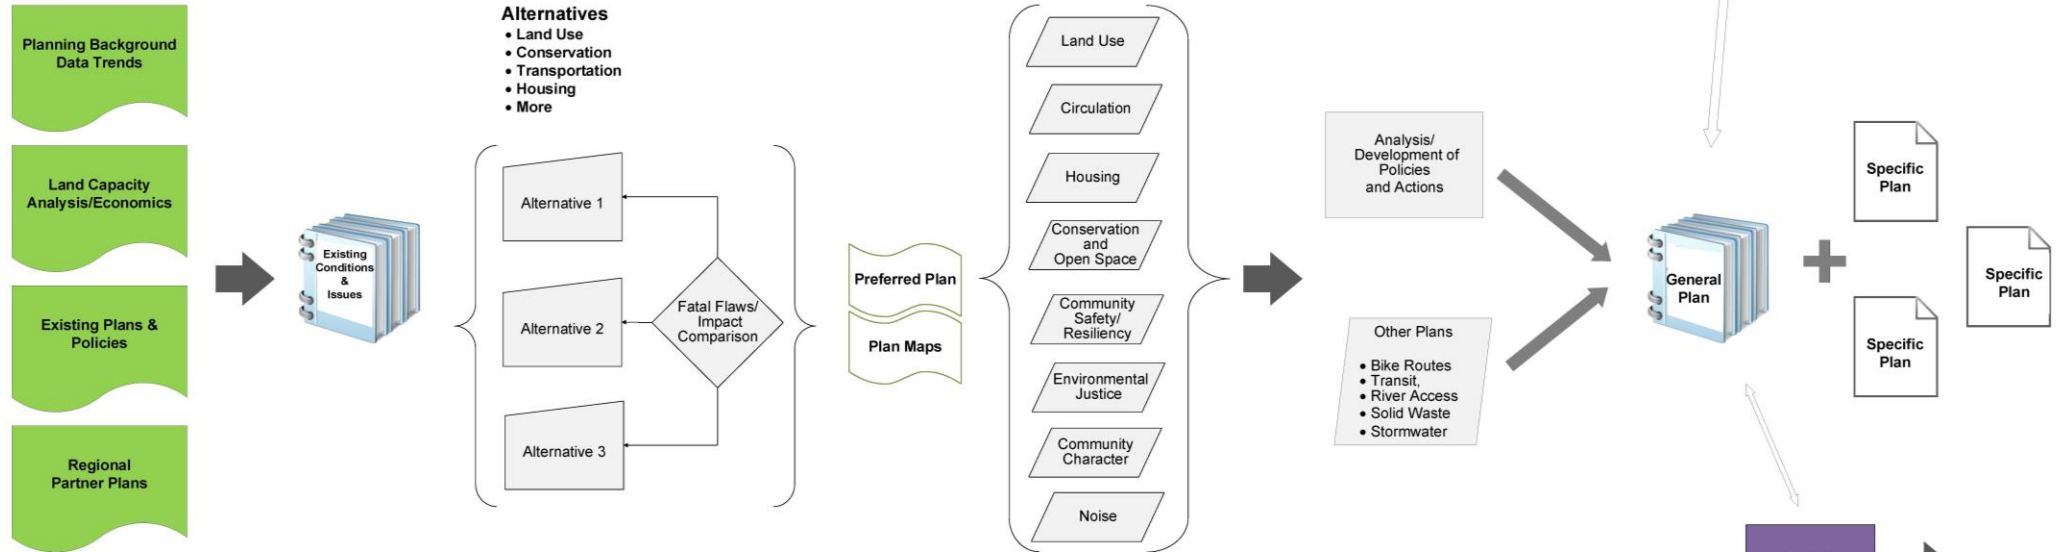 Planning Background
Data Trends
Land Capacity
Analysis/Economics
Existing Plans &
Policies
Regional
Partner Plans
Existing
Conditions
&
Issues
Alternatives
• Land Use
• Conservation
• Transportation
• Housing
• More
Alternative 1
Alternative 2
Alternative 3
Fatal Flaws/
Impact
Comparison
Preferred Plan
Plan Maps
Land Use
Circulation
Housing
Conservation
and
Open Space
Community
Safety/
Resiliency
Environmental
Justice
Community
Character
Noise
Analysis/
Development of
Policies
and Actions
Other Plans
• Bike Routes
• Transit,
• River Access
• Solid Waste
• Stormwater
General
Plan
Specific
Plan
Specific
Plan
Specific
Plan